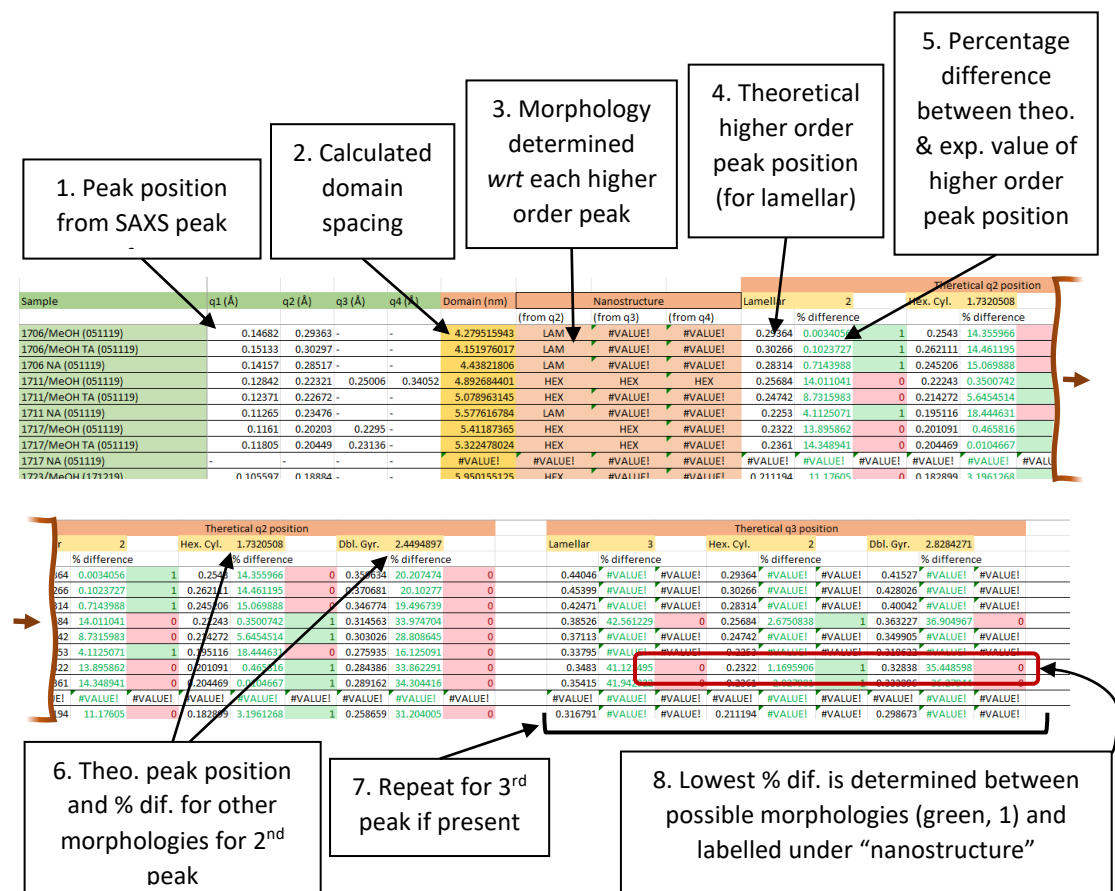 5. Percentage
difference
between theo.
& exp. value of
higher order
peak position
4. Theoretical
higher order
peak position
(for lamellar)
3. Morphology
determined
wrt each higher
order peak
2. Calculated
domain
spacing
1. Peak position
from SAXS peak
Theretical q2 position
Sample q1 (Å) q2 (Å) q3 (Å) q4 (Å) Domain (nm) Nanostructure Lamellar 2 Hex. Cyl. 1.7320508
(from q2) (from q3) (from q4) % difference % difference
1706/MeOH (051119) 0.14682 0.29363 - - 4.279515943 LAM #VALUE! #VALUE! 0.29364 0.0034056 1 0.2543 14.355966
1706/MeOH TA (051119) 0.15133 0.30297 - - 4.151976017 LAM #VALUE! #VALUE! 0.30266 0.1023727 1 0.262111 14.461195
1706 NA (051119) 0.14157 0.28517 - - 4.43821806 LAM #VALUE! #VALUE! 0.28314 0.7143988 1 0.245206 15.069888
1711/MeOH (051119) 0.12842 0.22321 0.25006 0.34052 4.892684401 HEX HEX HEX 0.25684 14.011041 0 0.22243 0.3500742
1711/MeOH TA (051119) 0.12371 0.22672 - - 5.078963145 HEX #VALUE! #VALUE! 0.24742 8.7315983 0 0.214272 5.6454514
1711 NA (051119) 0.11265 0.23476 - - 5.577616784 LAM #VALUE! #VALUE! 0.2253 4.1125071 1 0.195116 18.444631
1717/MeOH (051119) 0.1161 0.20203 0.2295 - 5.41187365 HEX HEX #VALUE! 0.2322 13.895862 0 0.201091 0.465816
1717/MeOH TA (051119) 0.11805 0.20449 0.23136 - 5.322478024 HEX HEX #VALUE! 0.2361 14.348941 0 0.204469 0.0104667
1717 NA (051119) - - - - #VALUE! #VALUE! #VALUE! #VALUE! #VALUE! #VALUE! #VALUE! #VALUE! #VALUE!
1723/MeOH (171219) 0.105597 0.18884 - - 5.950155125 HEX #VALUE! #VALUE! 0.211194 11.17605 0 0.182899 3.1961268
Theretical q2 position Theretical q3 position
2 Hex. Cyl. 1.7320508 Dbl. Gyr. 2.4494897 Lamellar 3 Hex. Cyl. 2 Dbl. Gyr. 2.8284271
% difference % difference % difference % difference % difference % difference
364 0.0034056 1 0.2543 14.355966 0 0.359634 20.207474 0 0.44046 #VALUE! #VALUE! 0.29364 #VALUE! #VALUE! 0.41527 #VALUE! #VALUE!
266 0.1023727 1 0.262111 14.461195 0 0.370681 20.10277 0 0.45399 #VALUE! #VALUE! 0.30266 #VALUE! #VALUE! 0.428026 #VALUE! #VALUE!
314 0.7143988 1 0.245206 15.069888 0 0.346774 19.496739 0 0.42471 #VALUE! #VALUE! 0.28314 #VALUE! #VALUE! 0.40042 #VALUE! #VALUE!
584 14.011041 0 0.22243 0.3500742 1 0.314563 33.974704 0 0.38526 42.561229 0 0.25684 2.6750838 1 0.363227 36.904967 0
42 8.7315983 0 0.214272 5.6454514 1 0.303026 28.808645 0 0.37113 #VALUE! #VALUE! 0.24742 #VALUE! #VALUE! 0.349905 #VALUE! #VALUE!
253 4.1125071 1 0.195116 18.444631 0 0.275935 16.125091 0 0.33795 #VALUE! #VALUE! #VALUE! #VALUE! #VALUE! #VALUE!
322 13.895862 0 0.201091 0.465816 1 0.284386 33.862291 0 0.3483 0 0.2322 1.1695906 1 0.32838 35.448598 0
361 14.348941 0 0.204469 0.0104667 1 0.289162 34.304416 0 0.35415
UE! #VALUE! #VALUE! #VALUE! #VALUE! #VALUE! #VALUE! #VALUE! #VALUE! #VALUE! #VALUE! #VALUE! #VALUE! #VALUE! #VALUE! #VALUE! #VALUE! #VALUE!
194 11.17605 0 0.182899 3.1961268 1 0.258659 31.204005 0 0.316791 #VALUE! #VALUE! 0.211194 #VALUE! #VALUE! 0.298673 #VALUE! #VALUE!
6. Theo. peak position
and % dif. for other
morphologies for 2nd
peak
7. Repeat for 3rd
peak if present
8. Lowest % dif. is determined between
possible morphologies (green, 1) and
labelled under “nanostructure”